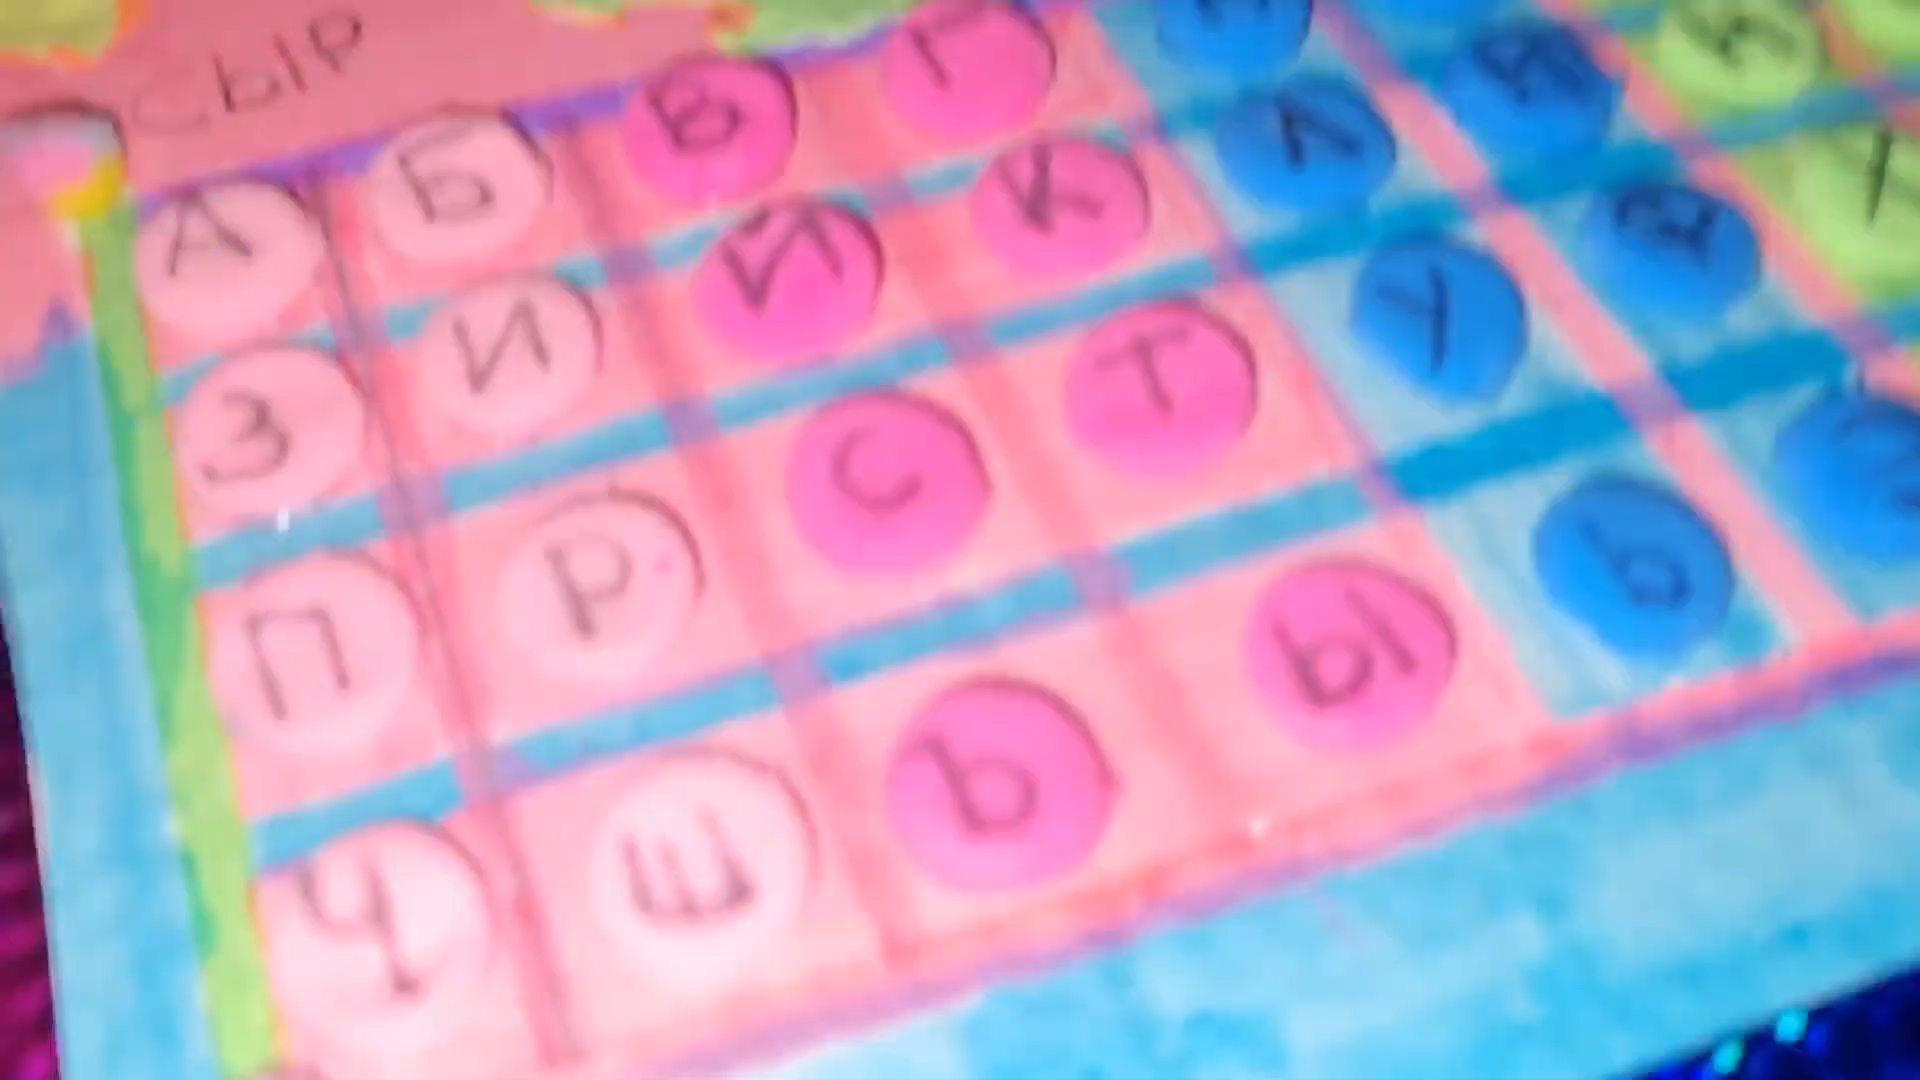 сыр
А Б В Г
З И Й К Л
П Р С Т У
Ч Ш Ь Ы Ь